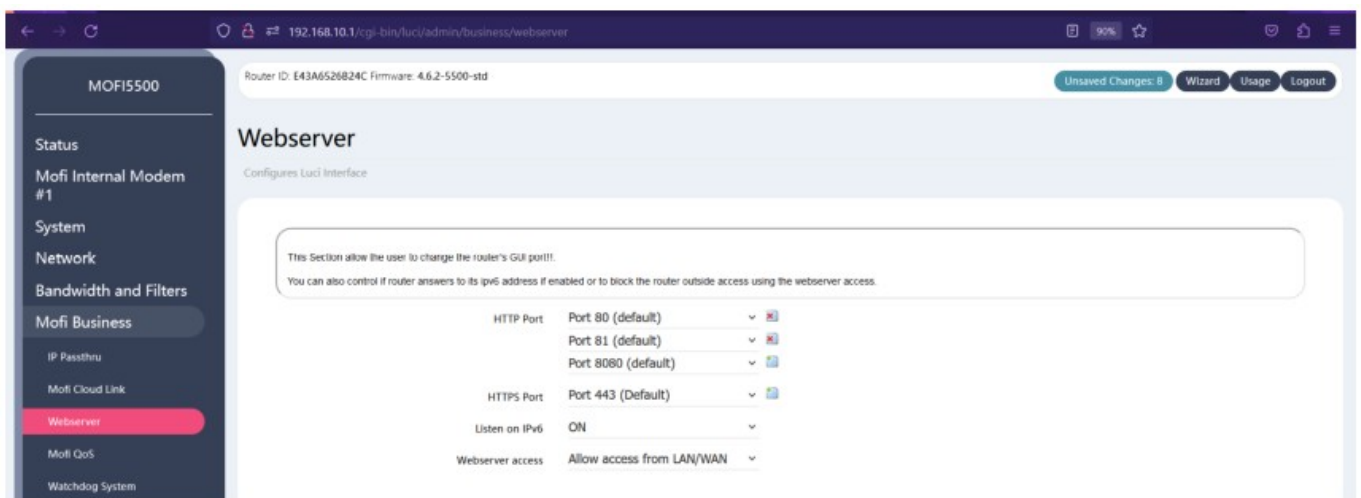 192.168.10.1/cgi-bin/luci/admin/business/webserver
90%
MOFI5500
Router ID: E43A6526B24C Firmware: 4.6.2-5500-std
Unsaved Changes: 8
Wizard
Usage
Logout
Webserver
Configures Luci Interface
Status
Mofi Internal Modem
#1
System
Network
Bandwidth and Filters
Mofi Business
IP Passthru
Mofi Cloud Link
Webserver
Mofi QoS
Watchdog System
This Section allow the user to change the router's GUI port!!!.
You can also control if router answers to its ipv6 address if enabled or to block the router outside access using the webserver access.
HTTP Port Port 80 (default)
Port 81 (default)
Port 8080 (default)
HTTPS Port Port 443 (Default)
Listen on IPv6 ON
Webserver access Allow access from LAN/WAN